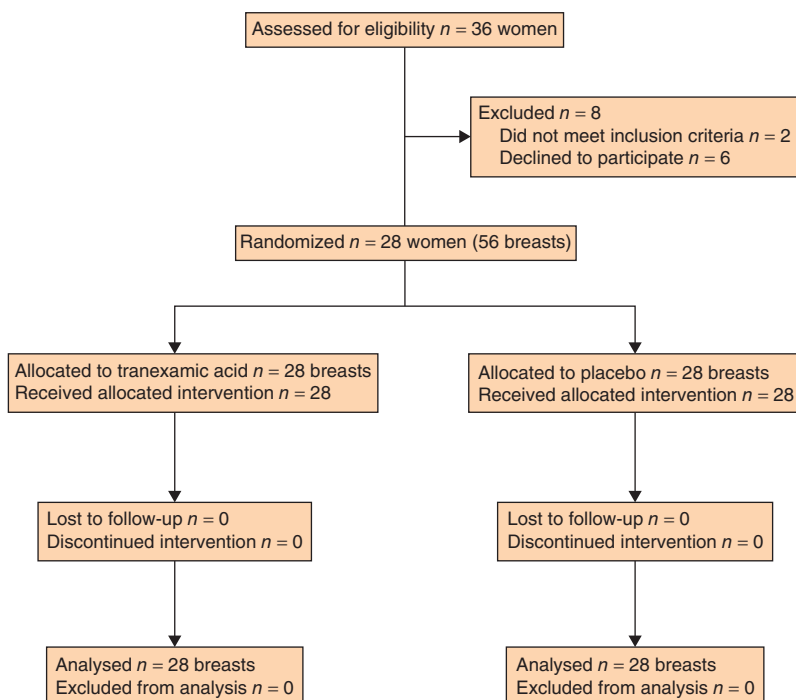 Assessed for eligibility n = 36 women
Excluded n = 8
Did not meet inclusion criteria n = 2
Declined to participate n = 6
Randomized n = 28 women (56 breasts)
Allocated to tranexamic acid n = 28 breasts
Received allocated intervention n = 28
Allocated to placebo n = 28 breasts
Received allocated intervention n = 28
Lost to follow-up n = 0
Discontinued intervention n = 0
Lost to follow-up n = 0
Discontinued intervention n = 0
Analysed n = 28 breasts
Excluded from analysis n = 0
Analysed n = 28 breasts
Excluded from analysis n = 0